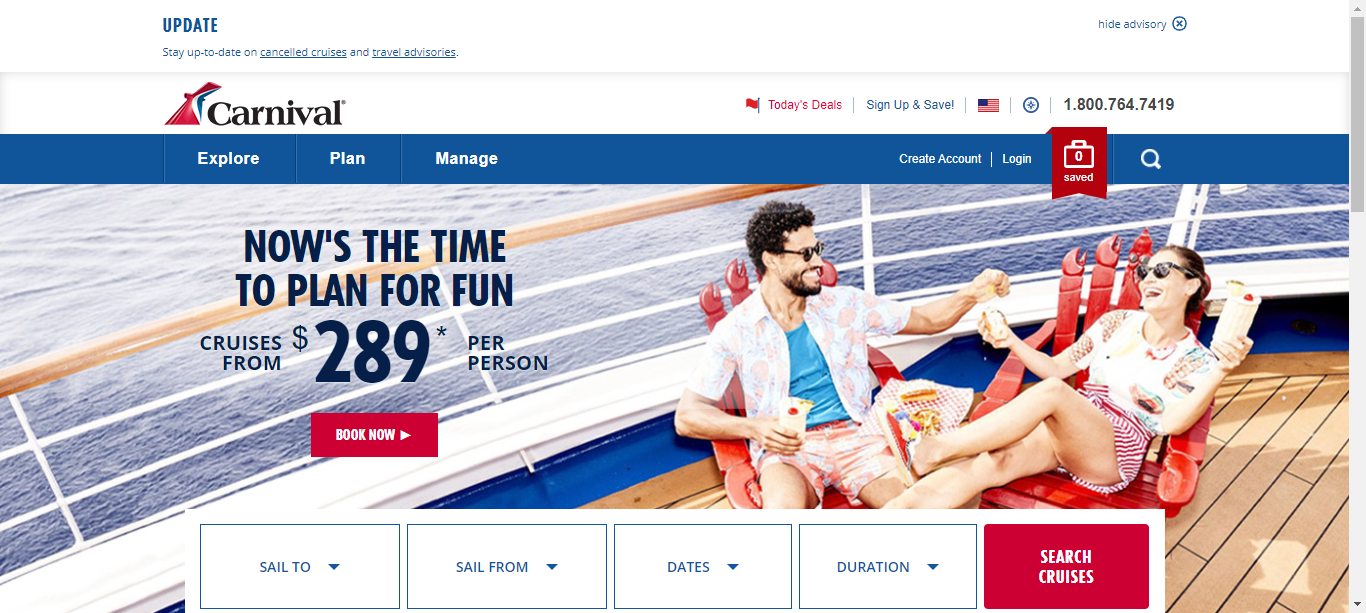 UPDATE
hide advisory
Stay up-to-date on cancelled cruises and travel advisories.
Carnival®
Today's Deals
Sign Up & Save!
1.800.764.7419
Explore
Plan
Manage
Create Account
Login
0
saved
NOW'S THE TIME
TO PLAN FOR FUN
CRUISES
FROM
$289*
PER
PERSON
BOOK NOW ►
SAIL TO
SAIL FROM
DATES
DURATION
SEARCH
CRUISES